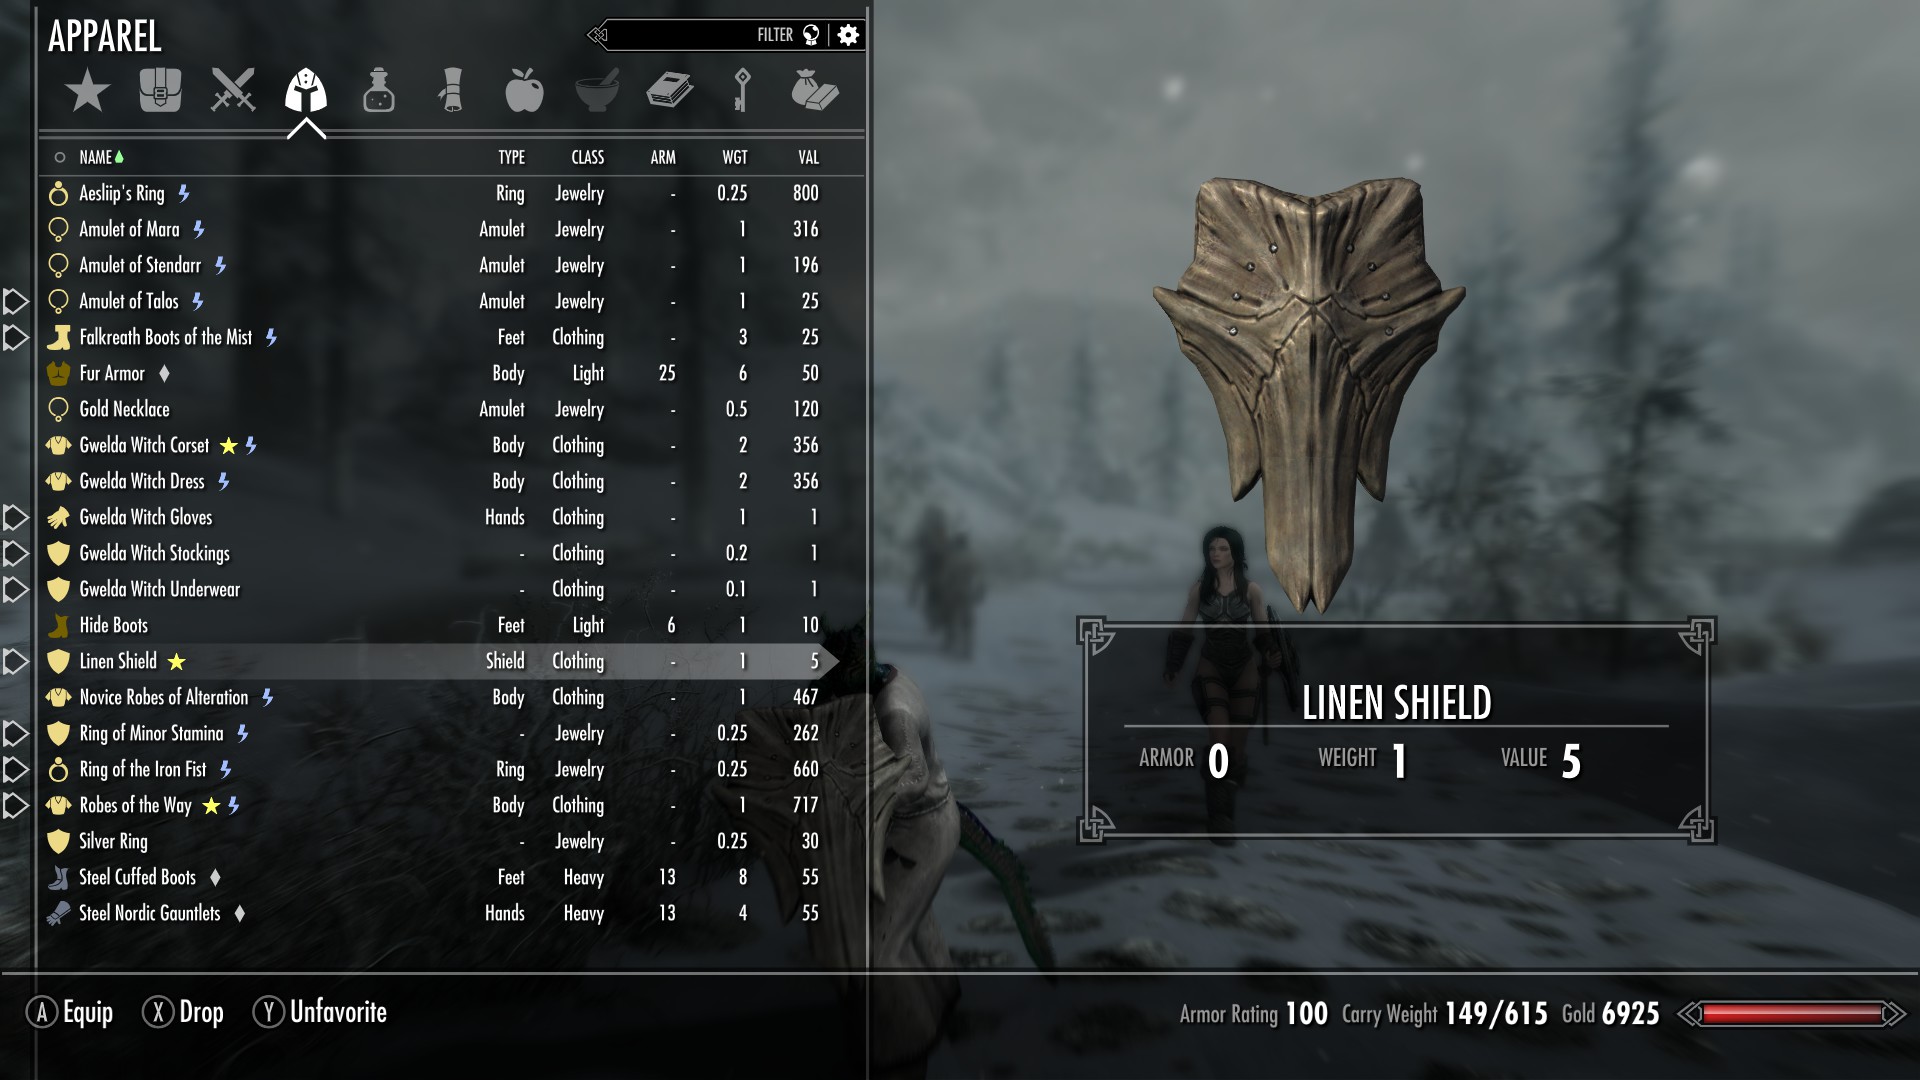 APPAREL
FILTER
NAME TYPE CLASS ARM WGT VAL
Aesliip's Ring Ring Jewelry - 0.25 800
Amulet of Mara Amulet Jewelry - 1 316
Amulet of Stendarr Amulet Jewelry - 1 196
Amulet of Talos Amulet Jewelry - 1 25
Falkreath Boots of the Mist Feet Clothing - 3 25
Fur Armor Body Light 25 6 50
Gold Necklace Amulet Jewelry - 0.5 120
Gwelda Witch Corset Body Clothing - 2 356
Gwelda Witch Dress Body Clothing - 2 356
Gwelda Witch Gloves Hands Clothing - 1 1
Gwelda Witch Stockings - Clothing - 0.2 1
Gwelda Witch Underwear - Clothing - 0.1 1
Hide Boots Feet Light 6 1 10
Linen Shield Shield Clothing - 1 5
Novice Robes of Alteration Body Clothing - 1 467
Ring of Minor Stamina - Jewelry - 0.25 262
Ring of the Iron Fist Ring Jewelry - 0.25 660
Robes of the Way Body Clothing - 1 717
Silver Ring - Jewelry - 0.25 30
Steel Cuffed Boots Feet Heavy 13 8 55
Steel Nordic Gauntlets Hands Heavy 13 4 55
LINEN SHIELD
ARMOR 0 WEIGHT 1 VALUE 5
A Equip X Drop Y Unfavorite
Armor Rating 100 Carry Weight 149/615 Gold 6925